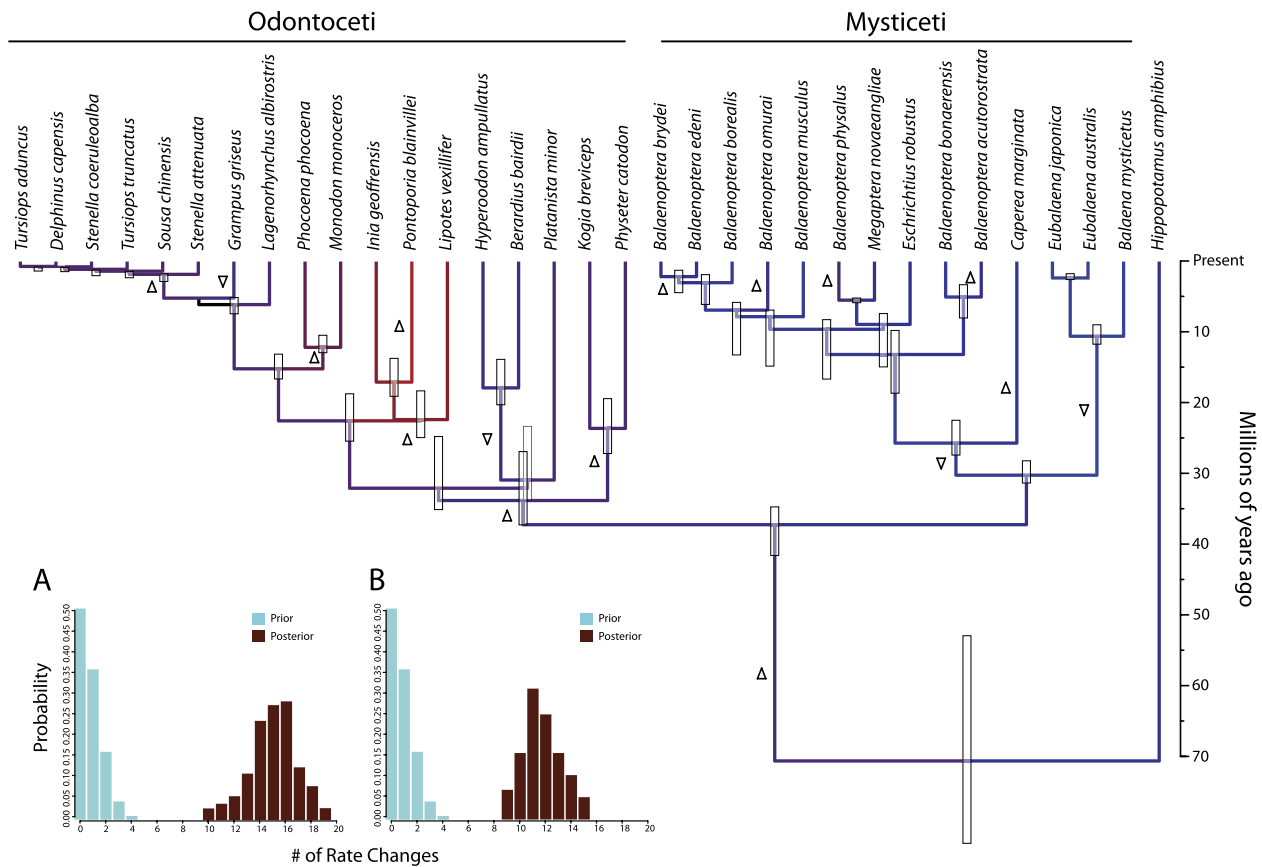 Odontoceti
Mysticeti
Tursiops aduncus
Delphinus capensis
Stenella coeruleoalba
Tursiops truncatus
Sousa chinensis
Stenella attenuata
Grampus griseus
Lagenorhynchus albirostris
Phocoena phocoena
Monodon monoceros
Inia geoffrensis
Pontoporia blainvillei
Lipotes vexillifer
Hyperoodon ampullatus
Berardius bairdii
Platanista minor
Kogia breviceps
Physeter catodon
Balaenoptera brydei
Balaenoptera edeni
Balaenoptera borealis
Balaenoptera omurai
Balaenoptera musculus
Balaenoptera physalus
Megaptera novaeangliae
Eschrichtius robustus
Balaenoptera bonaerensis
Balaenoptera acutorostrata
Caperea marginata
Eubalaena japonica
Eubalaena australis
Balaena mysticetus
Hippopotamus amphibius
Present
10
20
30
40
50
60
70
Millions of years ago
A
Prior
Posterior
Probability
0.50
0.45
0.40
0.35
0.30
0.25
0.20
0.15
0.10
0.05
0.00
0 2 4 6 8 10 12 14 16 18 20
B
Prior
Posterior
0.50
0.45
0.40
0.35
0.30
0.25
0.20
0.15
0.10
0.05
0.00
0 2 4 6 8 10 12 14 16 18 20
# of Rate Changes